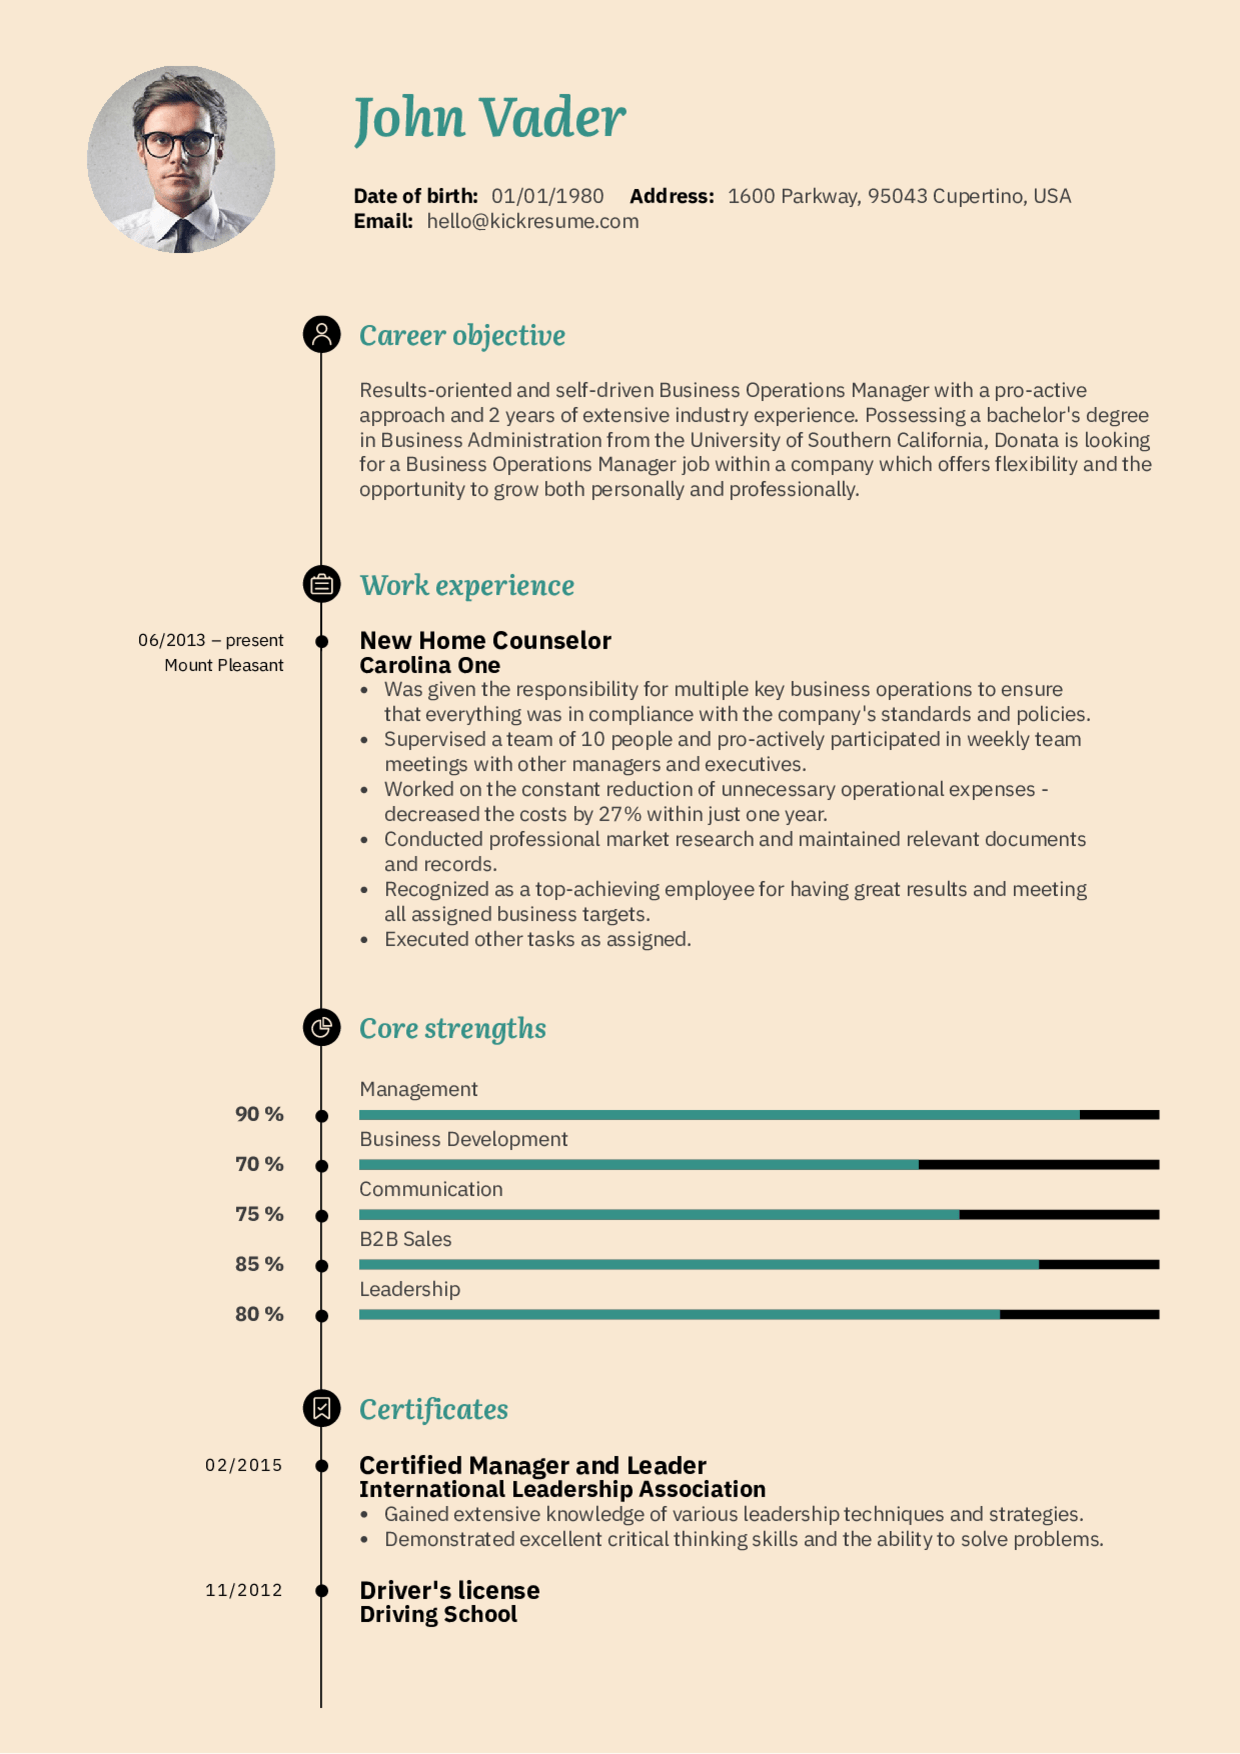 John Vader
Date of birth: 01/01/1980 Address: 1600 Parkway, 95043 Cupertino, USA
Email: hello@kickresume.com
Career objective
Results-oriented and self-driven Business Operations Manager with a pro-active
approach and 2 years of extensive industry experience. Possessing a bachelor's degree
in Business Administration from the University of Southern California, Donata is looking
for a Business Operations Manager job within a company which offers flexibility and the
opportunity to grow both personally and professionally.
Work experience
06/2013 – present
Mount Pleasant
New Home Counselor
Carolina One
• Was given the responsibility for multiple key business operations to ensure
that everything was in compliance with the company's standards and policies.
• Supervised a team of 10 people and pro-actively participated in weekly team
meetings with other managers and executives.
• Worked on the constant reduction of unnecessary operational expenses -
decreased the costs by 27% within just one year.
• Conducted professional market research and maintained relevant documents
and records.
• Recognized as a top-achieving employee for having great results and meeting
all assigned business targets.
• Executed other tasks as assigned.
Core strengths
Management
90 %
Business Development
70 %
Communication
75 %
B2B Sales
85 %
Leadership
80 %
Certificates
02/2015
Certified Manager and Leader
International Leadership Association
• Gained extensive knowledge of various leadership techniques and strategies.
• Demonstrated excellent critical thinking skills and the ability to solve problems.
11/2012
Driver's license
Driving School